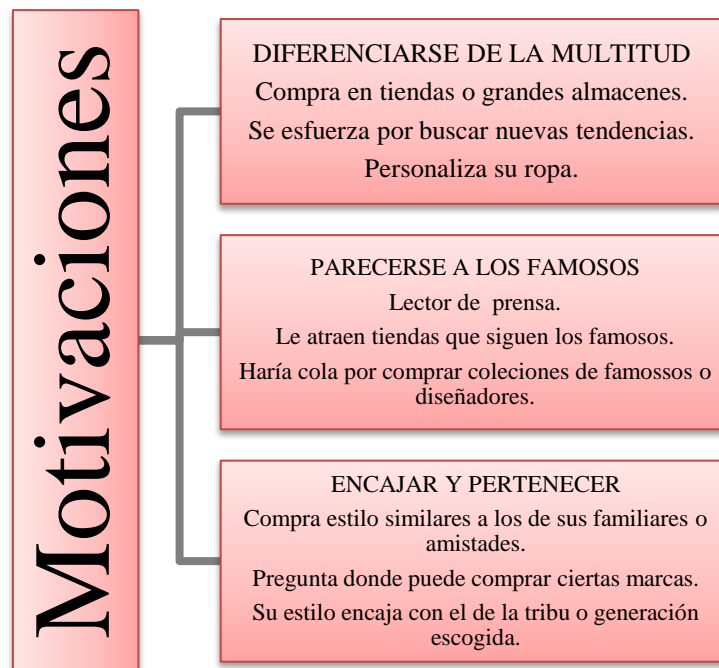 Motivaciones
DIFERENCIARSE DE LA MULTITUD
Compra en tiendas o grandes almacenes.
Se esfuerza por buscar nuevas tendencias.
Personaliza su ropa.
PARECERSE A LOS FAMOSOS
Lector de prensa.
Le atraen tiendas que siguen los famosos.
Haría cola por comprar coleciones de famossos o
diseñadores.
ENCAJAR Y PERTENECER
Compra estilo similares a los de sus familiares o
amistades.
Pregunta donde puede comprar ciertas marcas.
Su estilo encaja con el de la tribu o generación
escogida.